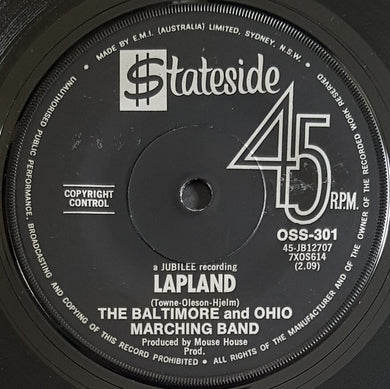 MADE BY E.M.I. (AUSTRALIA) LIMITED, SYDNEY, N.S.W. •
ALL RIGHTS OF THE MANUFACTURER AND OF THE OWNER OF THE RECORDED WORK RESERVED
UNAUTHORISED PUBLIC PERFORMANCE, BROADCASTING AND COPYING OF THIS RECORD PROHIBITED •
$tateside
45
R.P.M.
COPYRIGHT
CONTROL
OSS-301
45-JB12707
7XOS614
(2.09)
a JUBILEE recording
LAPLAND
(Towne-Oleson-Hjelm)
THE BALTIMORE and OHIO
MARCHING BAND
Produced by Mouse House
Prod.